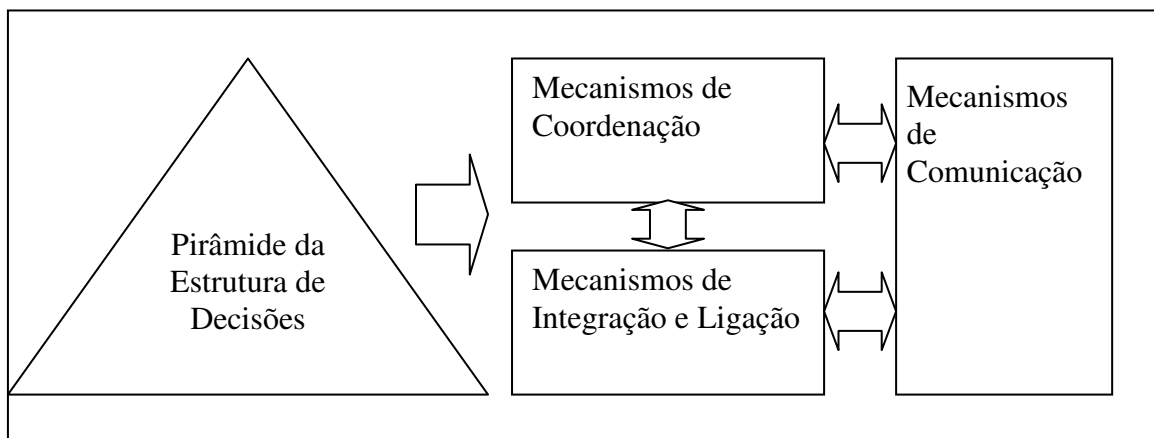 Pirâmide da
Estrutura de
Decisões
Mecanismos de
Coordenação
Mecanismos de
Integração e Ligação
Mecanismos
de
Comunicação